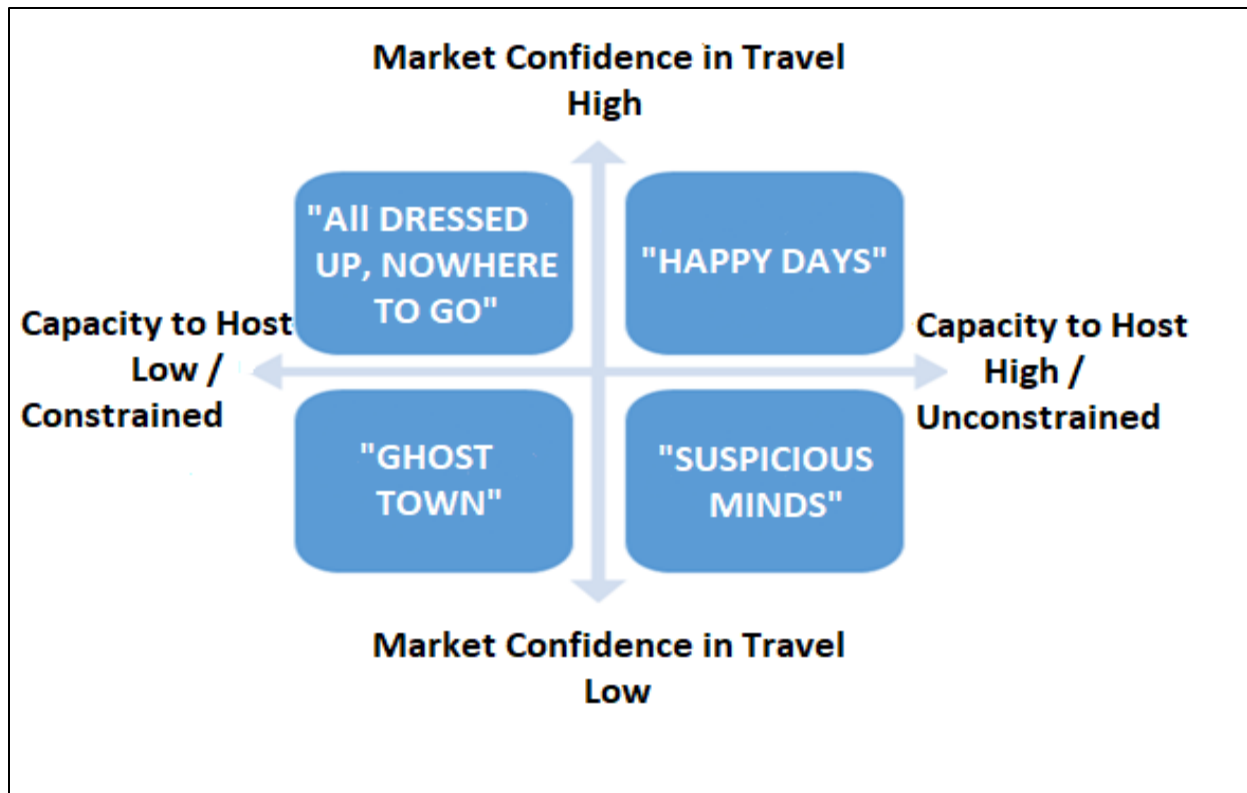 Market Confidence in Travel
High
"All DRESSED
UP, NOWHERE
TO GO"
"HAPPY DAYS"
Capacity to Host
Low /
Constrained
Capacity to Host
High /
Unconstrained
"GHOST
TOWN"
"SUSPICIOUS
MINDS"
Market Confidence in Travel
Low